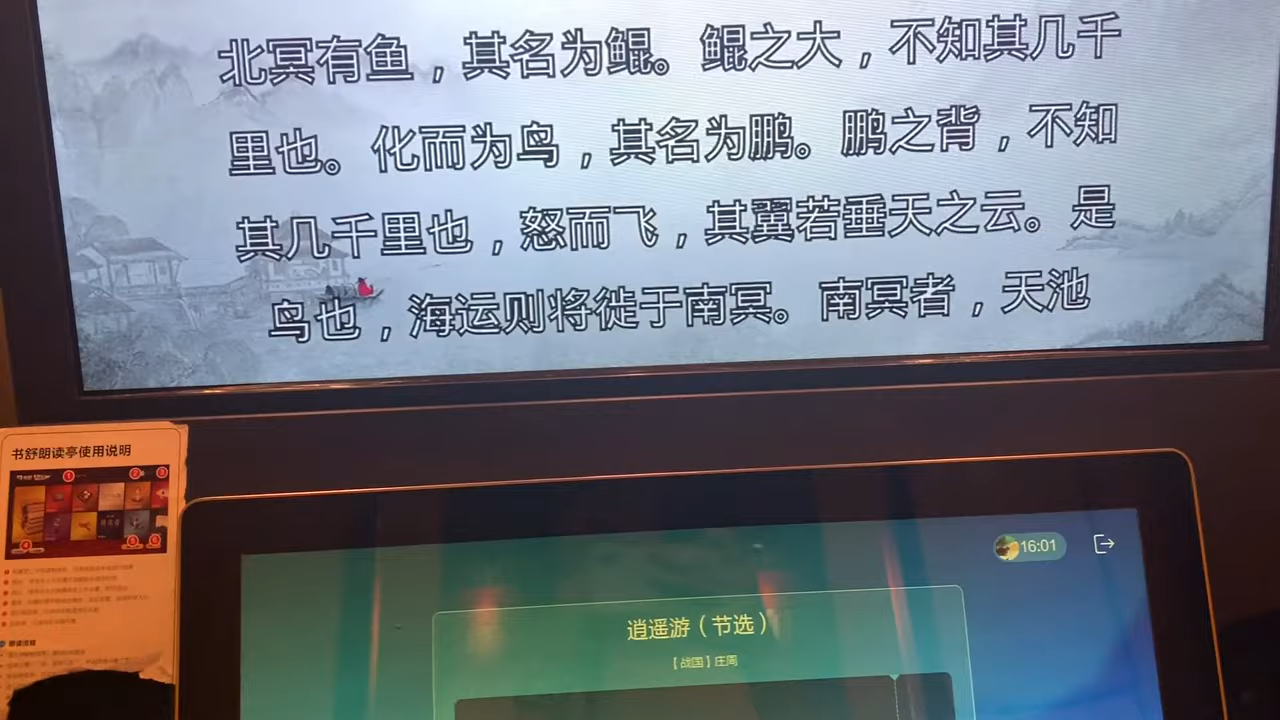 北冥有鱼，其名为鲲。鲲之大，不知其几千
里也。化而为鸟，其名为鹏。鹏之背，不知
其几千里也，怒而飞，其翼若垂天之云。是
鸟也，海运则将徙于南冥。南冥者，天池
书舒朗读亭使用说明
16:01
逍遥游（节选）
【战国】庄周